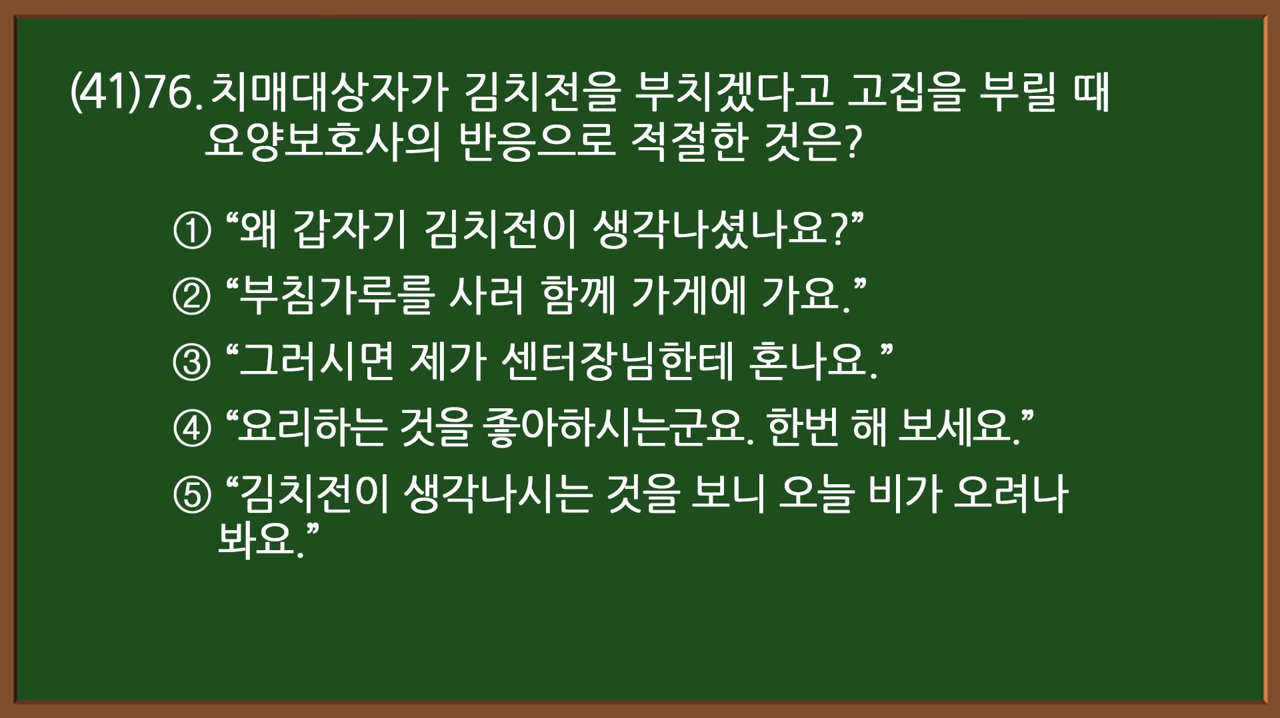 (41)76. 치매대상자가 김치전을 부치겠다고 고집을 부릴 때
요양보호사의 반응으로 적절한 것은?
① “왜 갑자기 김치전이 생각나셨나요?”
② “부침가루를 사러 함께 가게에 가요.”
③ “그러시면 제가 센터장님한테 혼나요.”
④ “요리하는 것을 좋아하시는군요. 한번 해 보세요.”
⑤ “김치전이 생각나시는 것을 보니 오늘 비가 오려나
봐요.”